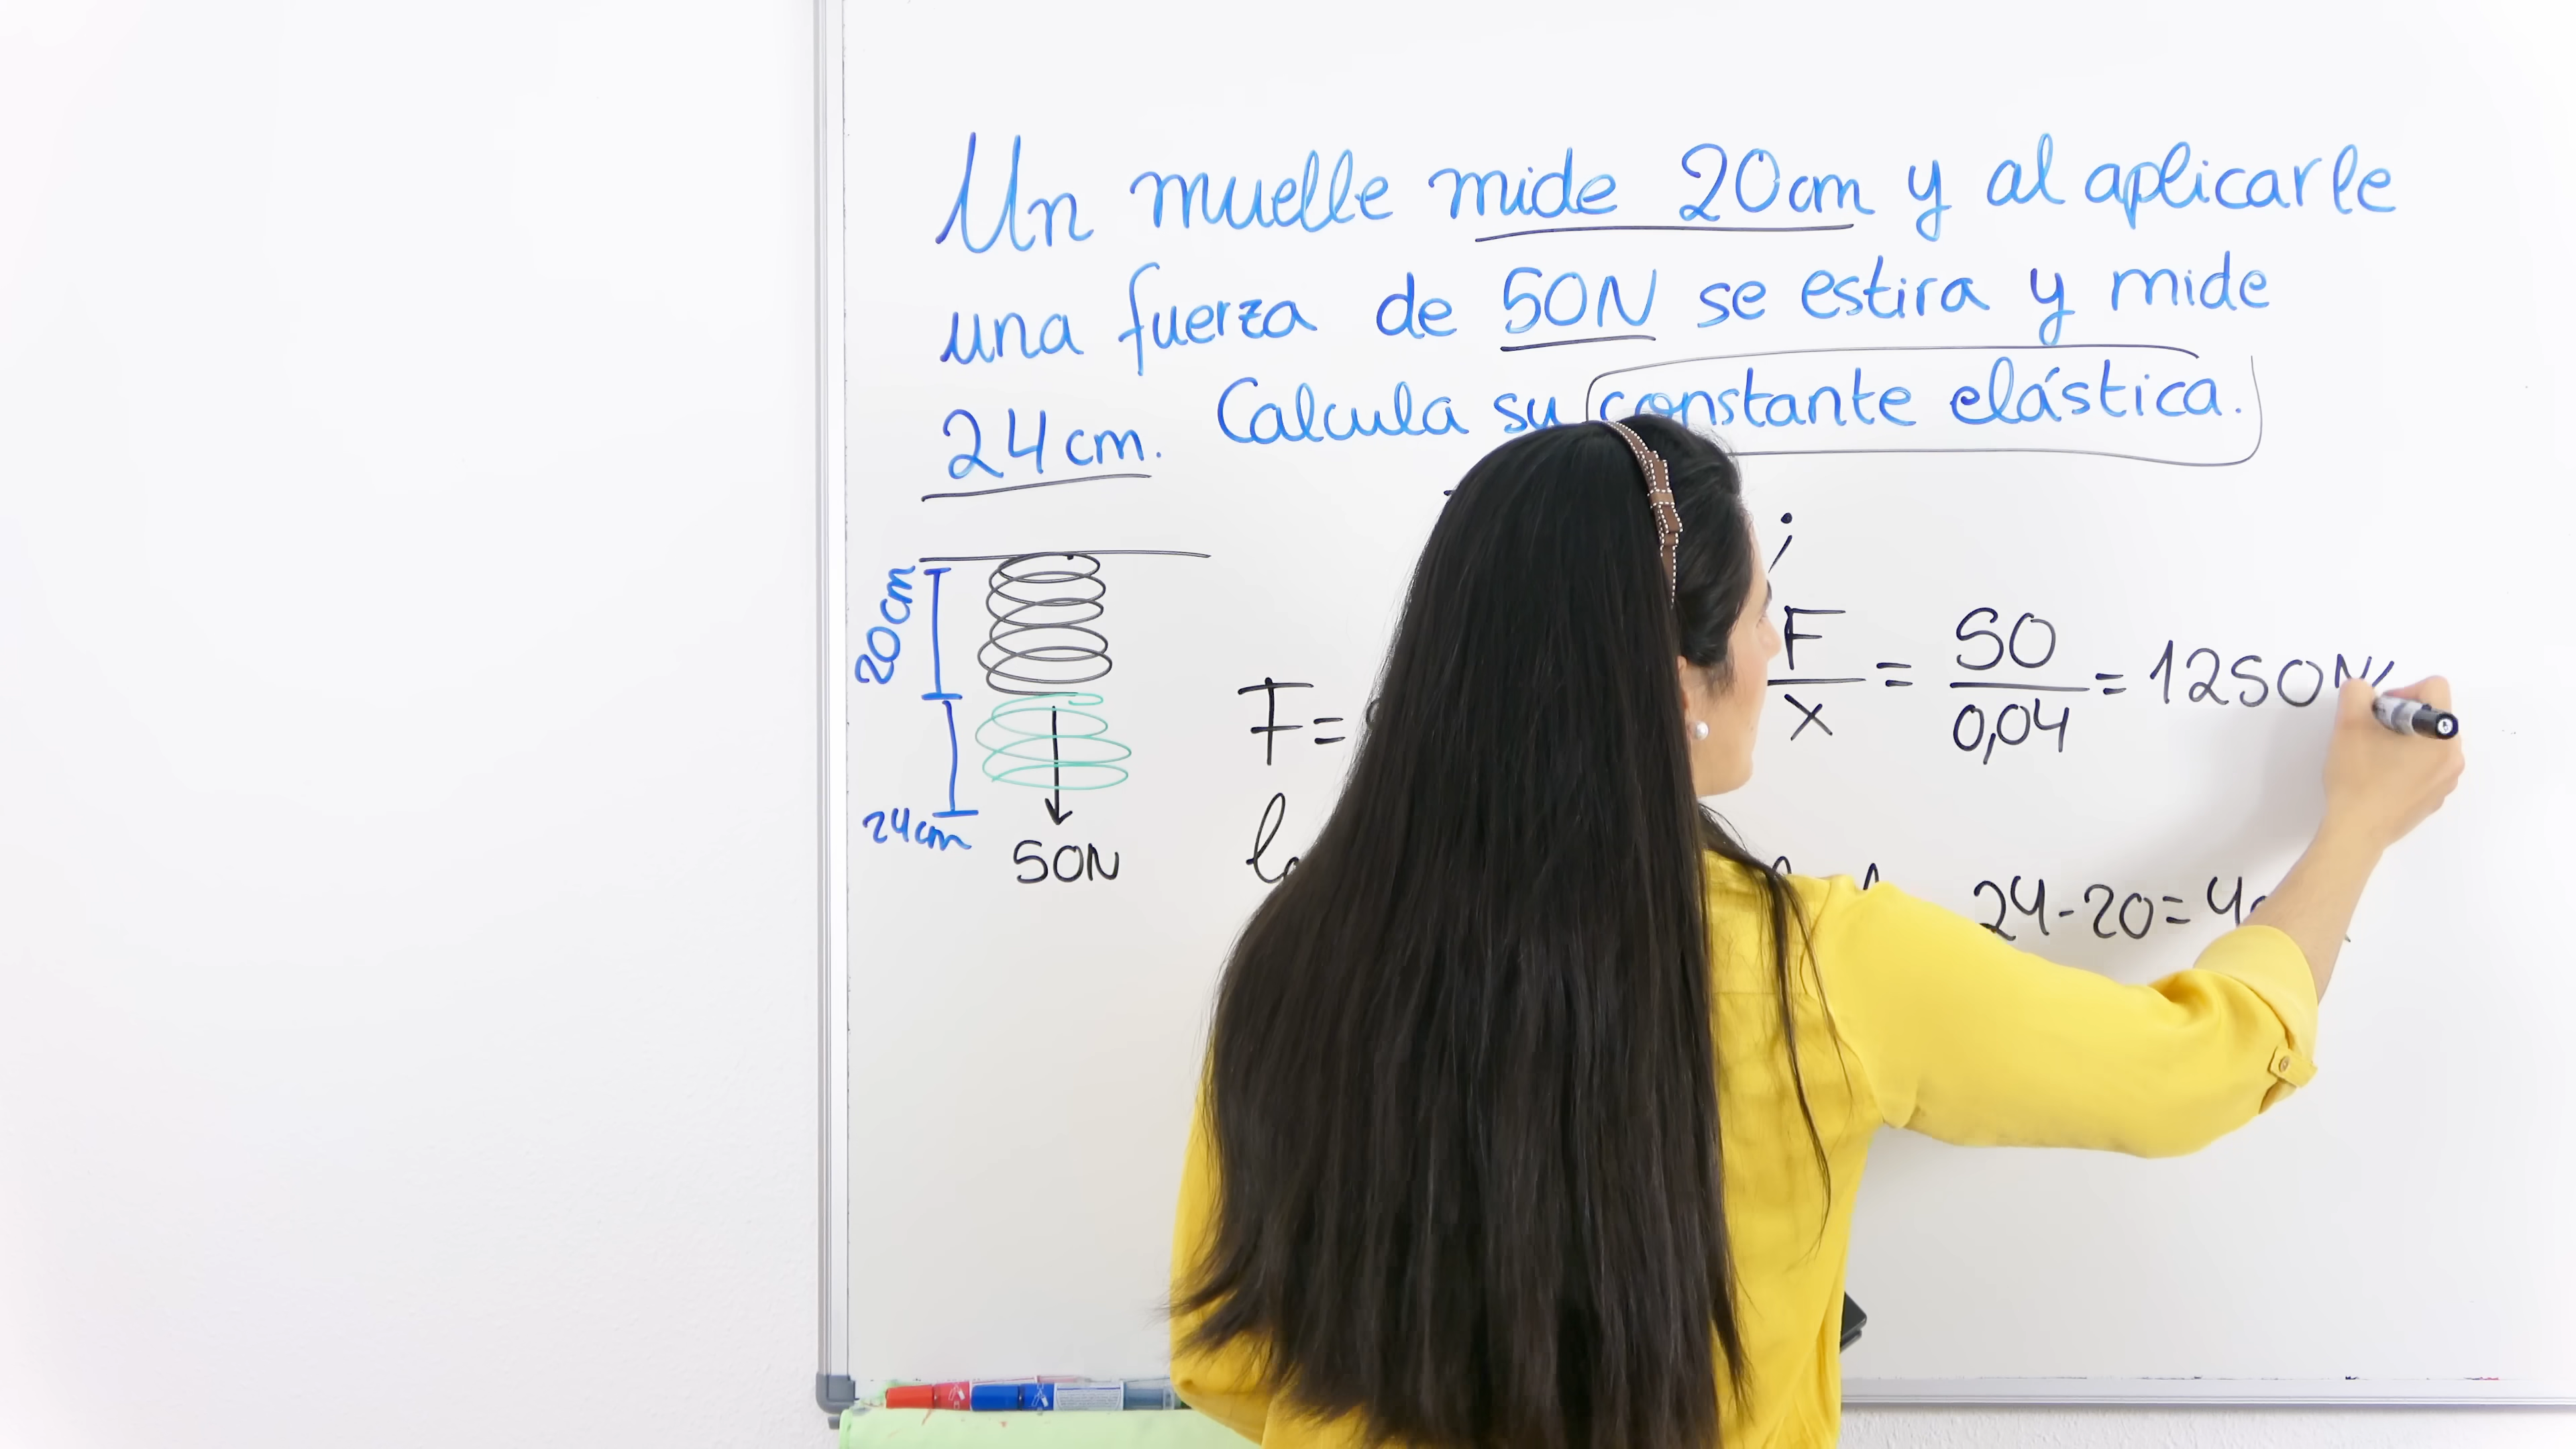 Un muelle mide 20cm y al aplicarle
una fuerza de 50N se estira y mide
24cm. Calcula su constante elástica.
20cm
24cm
50N
F=
F/x = 50/0,04 = 1250N/
24-20=4